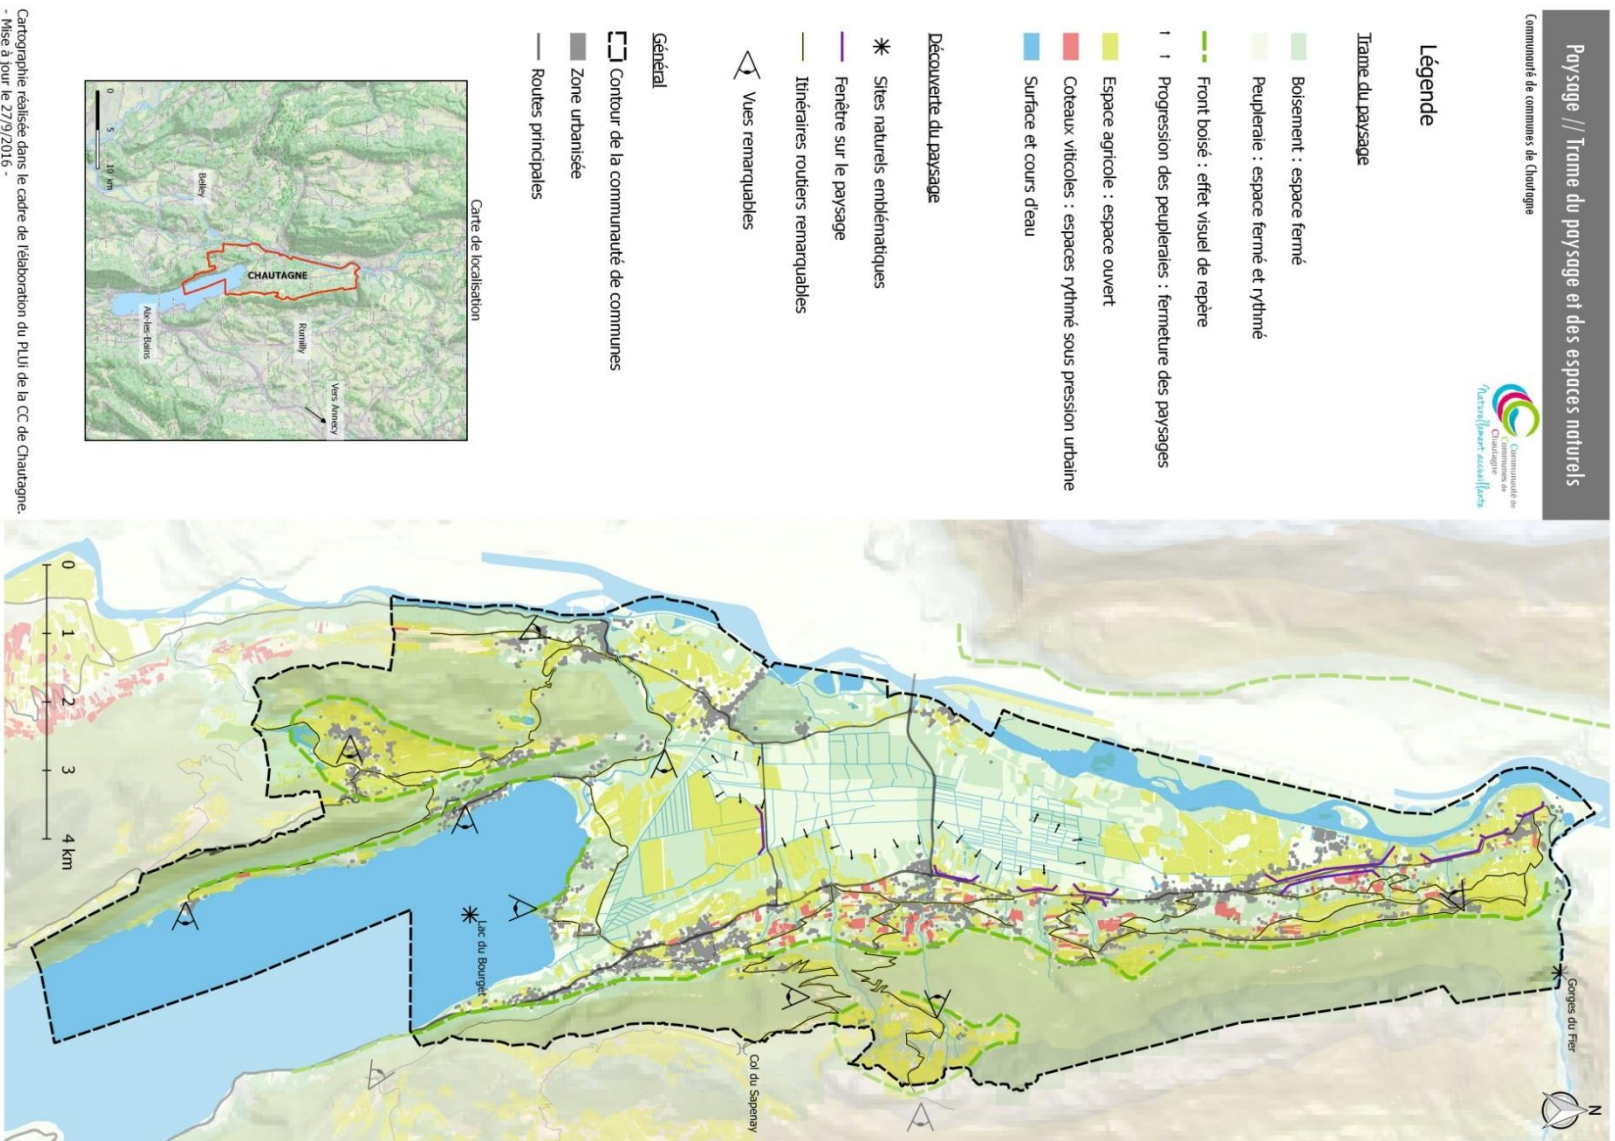 Paysage // Trame du paysage et des espaces naturels
Communauté de communes de Chautagne
Communauté de
Communes de
Chautagne
Naturellement accueillante
Légende
Trame du paysage
Boisement : espace fermé
Peupleraie : espace fermé et rythmé
Front boisé : effet visuel de repère
Progression des peupleraies : fermeture des paysages
Espace agricole : espace ouvert
Coteaux viticoles : espaces rythmé sous pression urbaine
Surface et cours d'eau
Découverte du paysage
Sites naturels emblématiques
Fenêtre sur le paysage
Itinéraires routiers remarquables
Vues remarquables
Général
Contour de la communauté de communes
Zone urbanisée
Routes principales
Carte de localisation
Vers Annecy
Rumilly
CHAUTAGNE
Belley
Aix-les-Bains
0 5 10 km
Cartographie réalisée dans le cadre de l'élaboration du PLUi de la CC de Chautagne.
- Mise à jour le 27/9/2016 -
N
Gorges du Fier
Col du Sapenay
Lac du Bourget
0 1 2 3 4 km